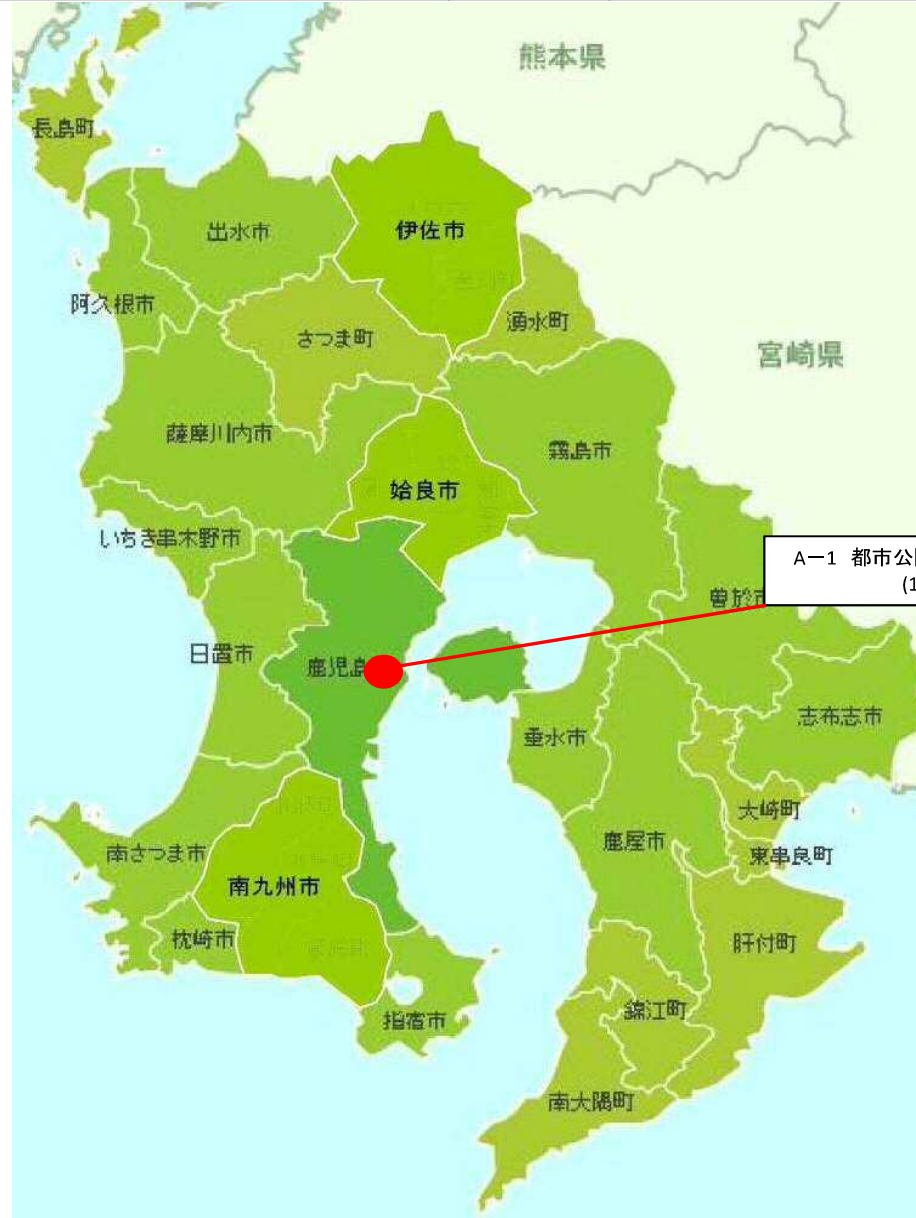 熊本県
長島町
出水市
伊佐市
阿久根市
さつま町
湧水町
宮崎県
薩摩川内市
霧島市
姶良市
いちき串木野市
A－1 都市公
(1
曽於市
日置市
鹿児島
志布志市
垂水市
大崎町
鹿屋市
東串良町
南さつま市
南九州市
枕崎市
肝付町
錦江町
指宿市
南大隅町